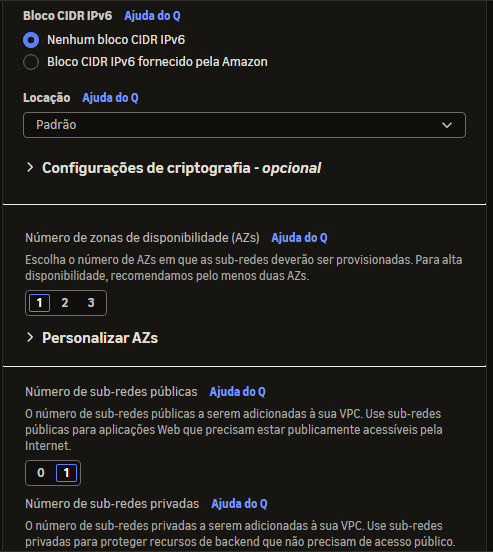 Bloco CIDR IPv6 Ajuda do Q
Nenhum bloco CIDR IPv6
Bloco CIDR IPv6 fornecido pela Amazon
Locação Ajuda do Q
Padrão
Configurações de criptografia - opcional
Número de zonas de disponibilidade (AZs) Ajuda do Q
Escolha o número de AZs em que as sub-redes deverão ser provisionadas. Para alta
disponibilidade, recomendamos pelo menos duas AZs.
1 2 3
Personalizar AZs
Número de sub-redes públicas Ajuda do Q
O número de sub-redes públicas a serem adicionadas à sua VPC. Use sub-redes
públicas para aplicações Web que precisam estar publicamente acessíveis pela
Internet.
0 1
Número de sub-redes privadas Ajuda do Q
O número de sub-redes privadas a serem adicionadas à sua VPC. Use sub-redes
privadas para proteger recursos de backend que não precisam de acesso público.